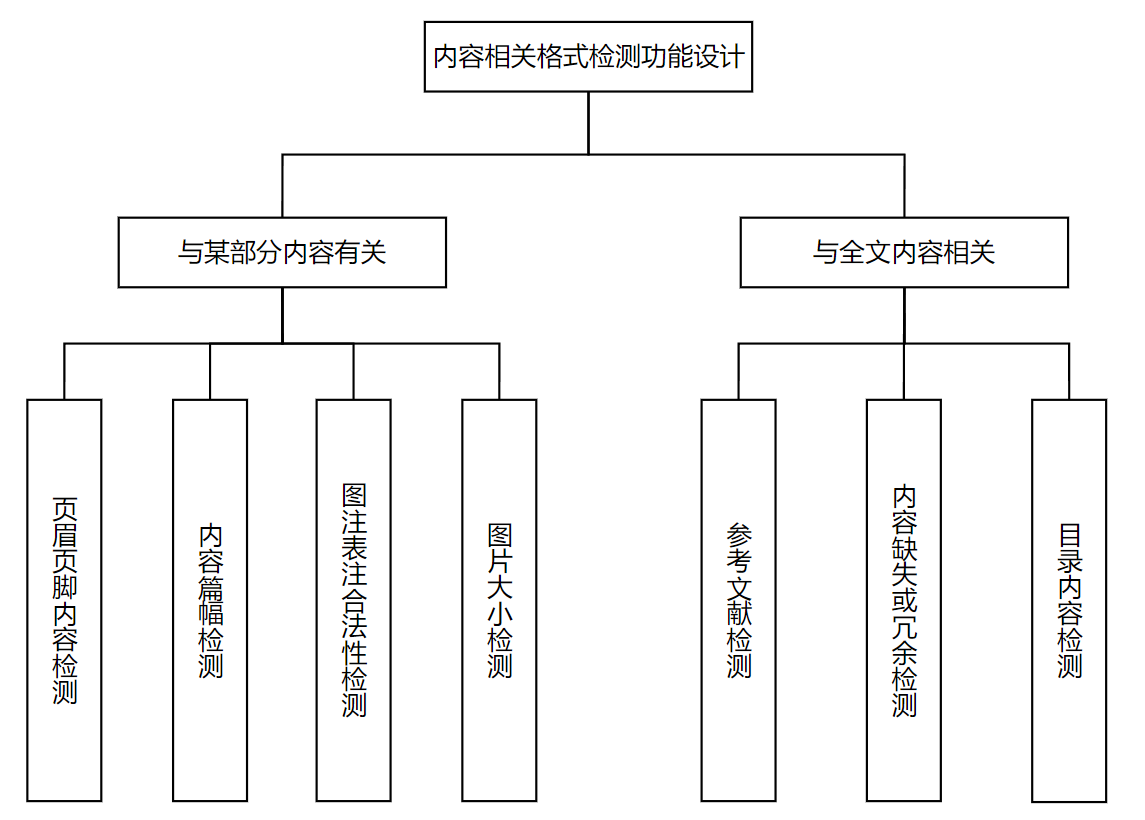 内容相关格式检测功能设计
与某部分内容有关
与全文内容相关
页眉页脚内容检测
内容篇幅检测
图注表注合法性检测
图片大小检测
参考文献检测
内容缺失或冗余检测
目录内容检测